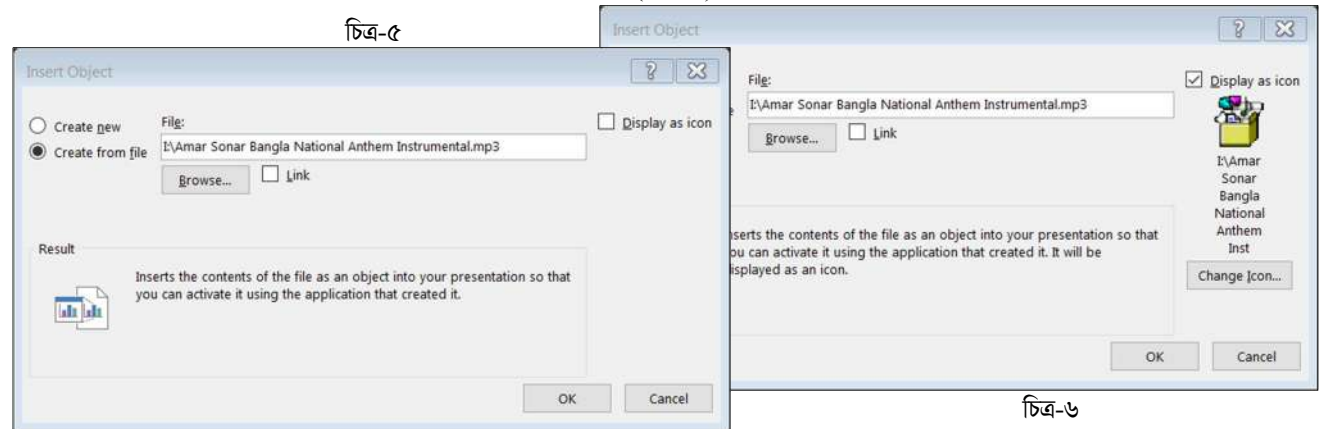 চিত্র-৫
Insert Object
Create new
Create from file
File:
I:\Amar Sonar Bangla National Anthem Instrumental.mp3
Browse...
Link
Display as icon
Result
Inserts the contents of the file as an object into your presentation so that
you can activate it using the application that created it.
OK
Cancel
Insert Object
File:
I:\Amar Sonar Bangla National Anthem Instrumental.mp3
Browse...
Link
Display as icon
I:\Amar
Sonar
Bangla
National
Anthem
Inst
Change Icon...
nserts the contents of the file as an object into your presentation so that
ou can activate it using the application that created it. It will be
isplayed as an icon.
OK
Cancel
চিত্র-৬